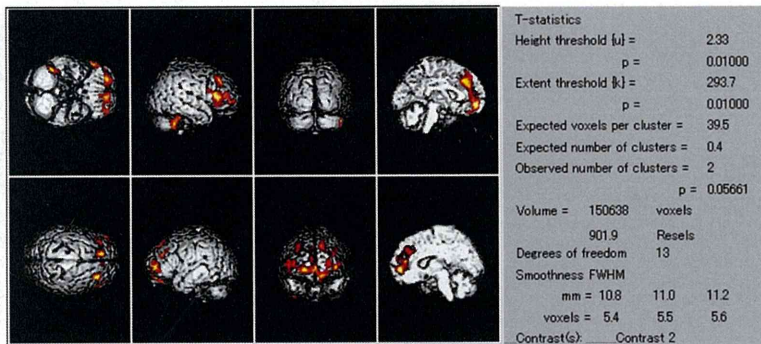 T-statistics
Height threshold {u} = 2.33
p = 0.01000
Extent threshold {k} = 293.7
p = 0.01000
Expected voxels per cluster = 39.5
Expected number of clusters = 0.4
Observed number of clusters = 2
p = 0.05661
Volume = 150638 voxels
901.9 Resels
Degrees of freedom 13
Smoothness FWHM
mm = 10.8 11.0 11.2
voxels = 5.4 5.5 5.6
Contrast(s): Contrast 2